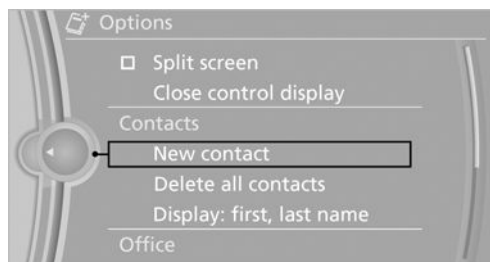 Options
Split screen
Close control display
Contacts
New contact
Delete all contacts
Display: first, last name
Office